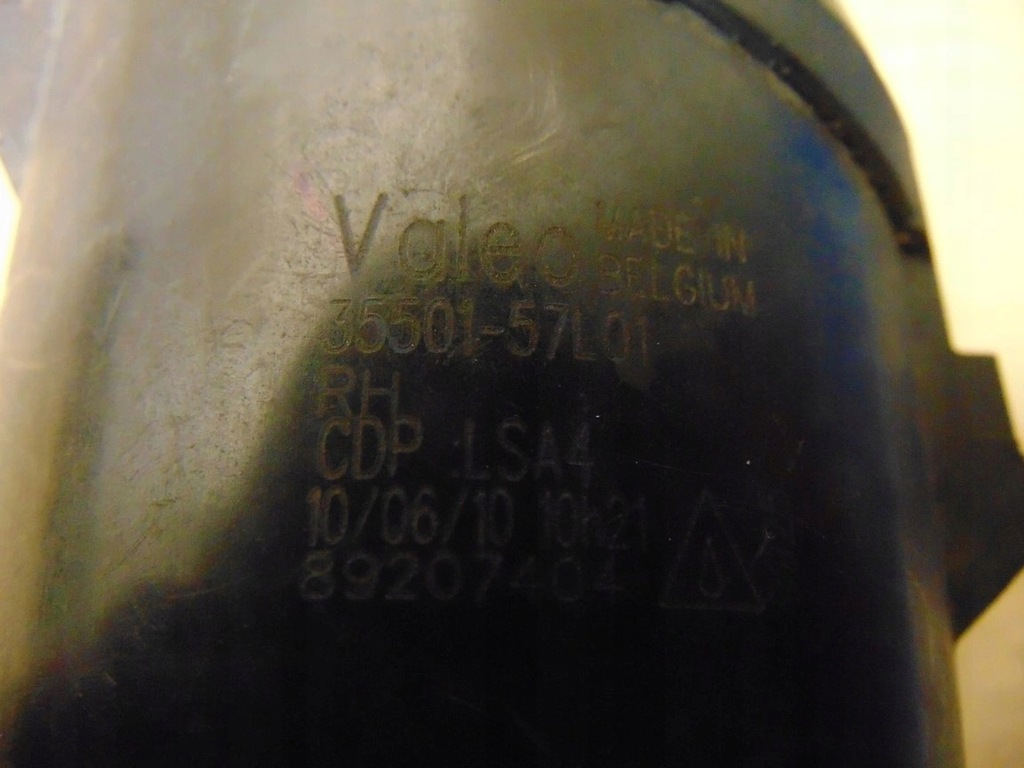 Valeo MADE IN
BELGIUM
35501-57L01
RH
CDP LSA4
10/06/10 10h21
89207404